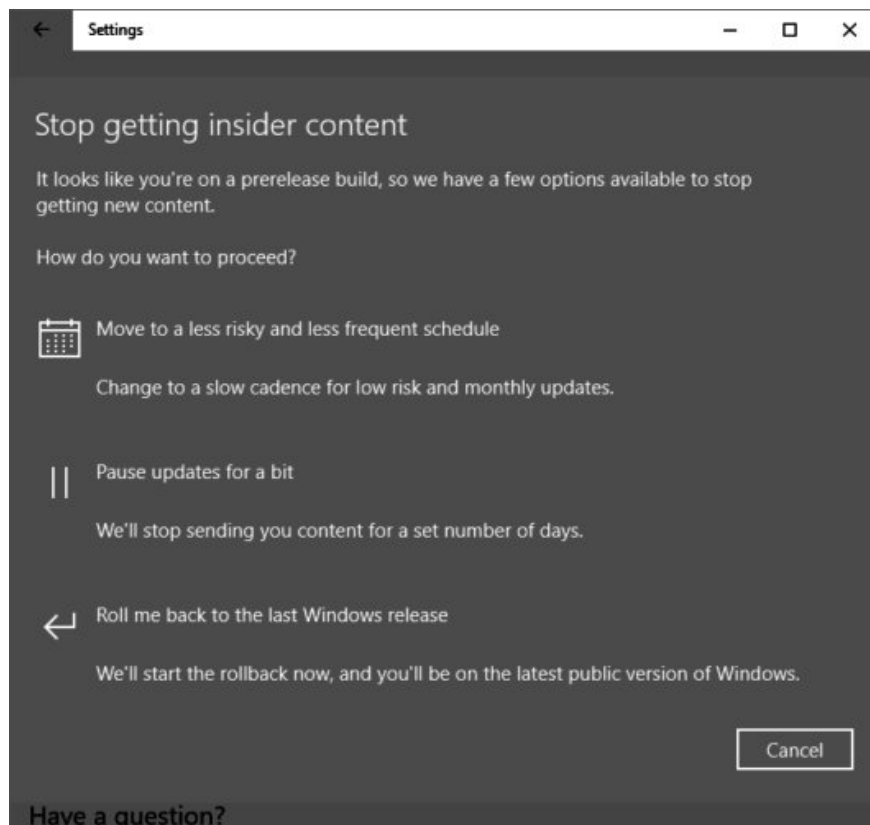 Settings
Stop getting insider content
It looks like you're on a prerelease build, so we have a few options available to stop
getting new content.
How do you want to proceed?
Move to a less risky and less frequent schedule
Change to a slow cadence for low risk and monthly updates.
Pause updates for a bit
We'll stop sending you content for a set number of days.
Roll me back to the last Windows release
We'll start the rollback now, and you'll be on the latest public version of Windows.
Cancel
Have a question?